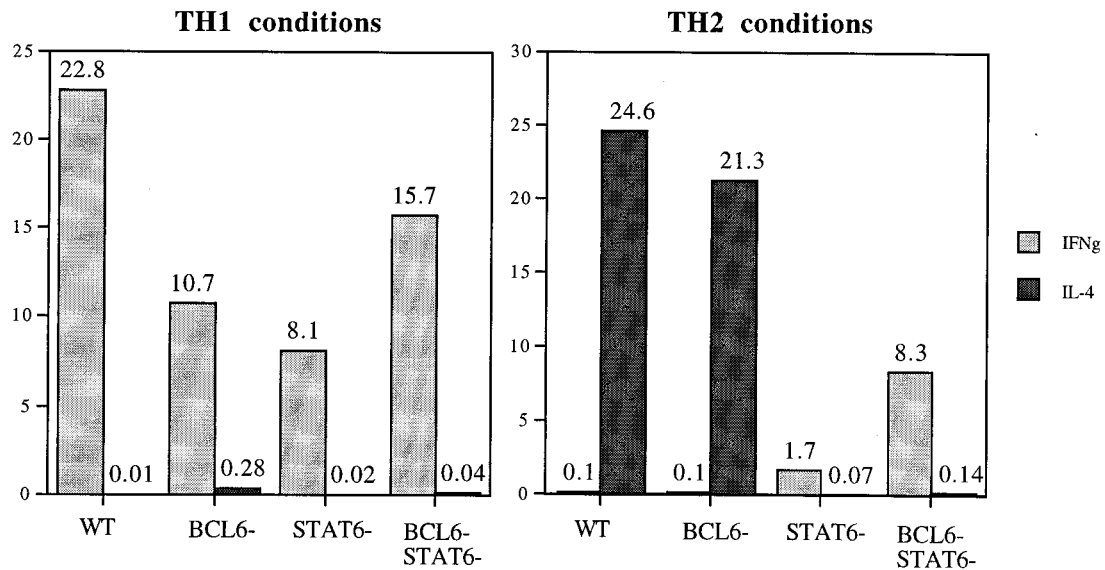 TH1 conditions
25
20
15
10
5
0
22.8
0.01
10.7
0.28
8.1
0.02
15.7
0.04
WT
BCL6-
STAT6-
BCL6-
STAT6-
TH2 conditions
30
25
20
15
10
5
0
0.1
24.6
0.1
21.3
1.7
0.07
8.3
0.14
WT
BCL6-
STAT6-
BCL6-
STAT6-
IFNg
IL-4